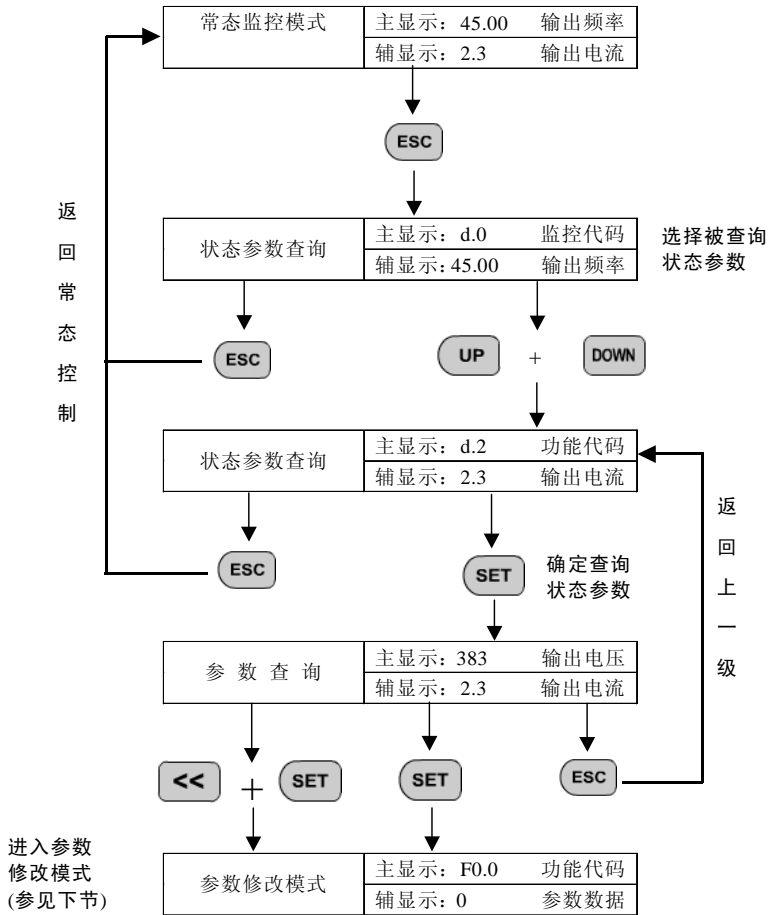 常态监控模式 主显示：45.00 输出频率
辅显示：2.3 输出电流
ESC
状态参数查询 主显示：d.0 监控代码
辅显示：45.00 输出频率
选择被查询
状态参数
返回常态控制
ESC
UP + DOWN
状态参数查询 主显示：d.2 功能代码
辅显示：2.3 输出电流
ESC
SET
确定查询
状态参数
返回上一级
参数查询 主显示：383 输出电压
辅显示：2.3 输出电流
<< + SET
SET
ESC
进入参数
修改模式
(参见下节)
参数修改模式 主显示：F0.0 功能代码
辅显示：0 参数数据